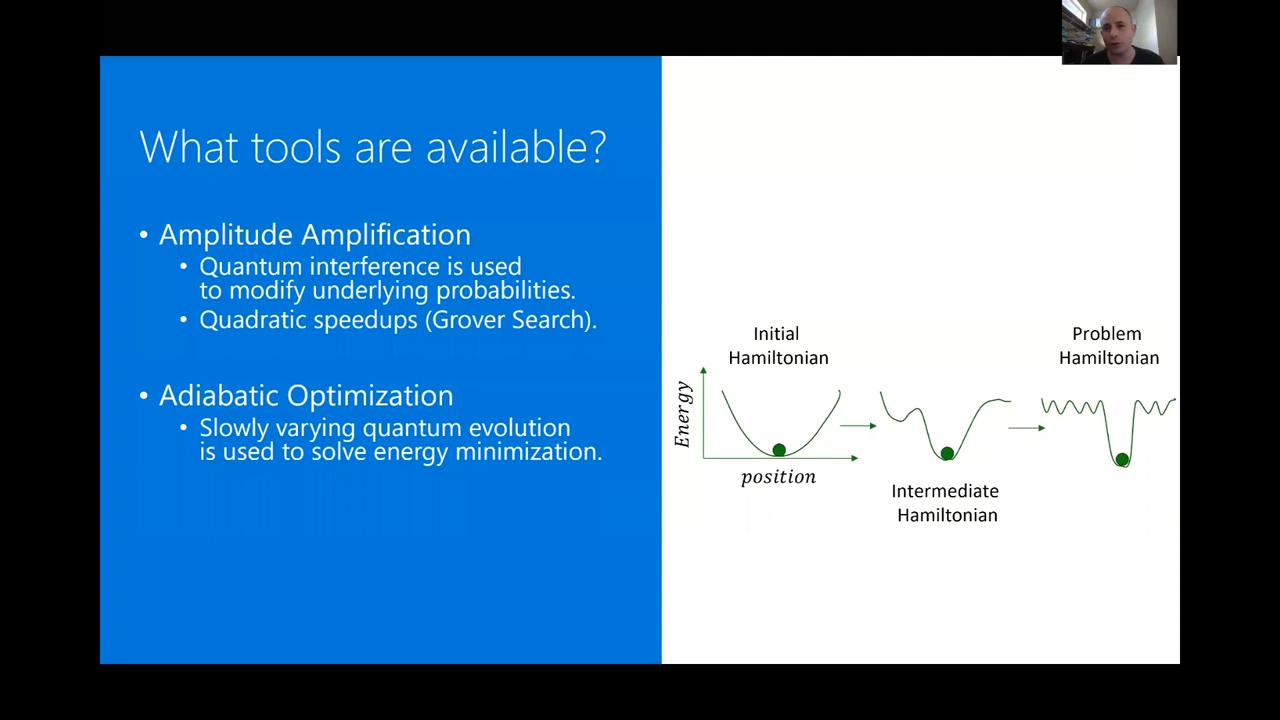 What tools are available?
• Amplitude Amplification
• Quantum interference is used
to modify underlying probabilities.
• Quadratic speedups (Grover Search).
• Adiabatic Optimization
• Slowly varying quantum evolution
is used to solve energy minimization.
Initial
Hamiltonian
Energy
position
Intermediate
Hamiltonian
Problem
Hamiltonian